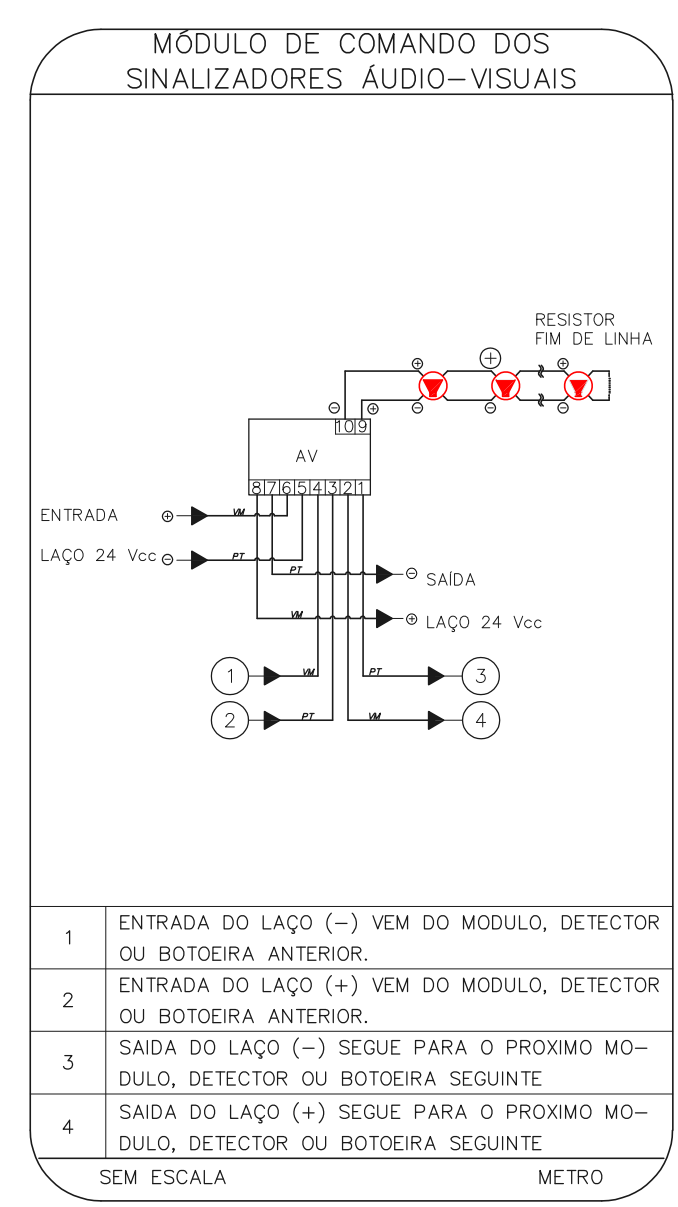 MÓDULO DE COMANDO DOS
SINALIZADORES ÁUDIO-VISUAIS
RESISTOR
FIM DE LINHA
10 9
AV
8 7 6 5 4 3 2 1
ENTRADA
VM
LAÇO 24 Vcc
PT
PT
SAÍDA
VM
LAÇO 24 Vcc
1
VM
PT
3
2
PT
VM
4
1
ENTRADA DO LAÇO (-) VEM DO MODULO, DETECTOR
OU BOTOEIRA ANTERIOR.
2
ENTRADA DO LAÇO (+) VEM DO MODULO, DETECTOR
OU BOTOEIRA ANTERIOR.
3
SAIDA DO LAÇO (-) SEGUE PARA O PROXIMO MO-
DULO, DETECTOR OU BOTOEIRA SEGUINTE
4
SAIDA DO LAÇO (+) SEGUE PARA O PROXIMO MO-
DULO, DETECTOR OU BOTOEIRA SEGUINTE
SEM ESCALA
METRO